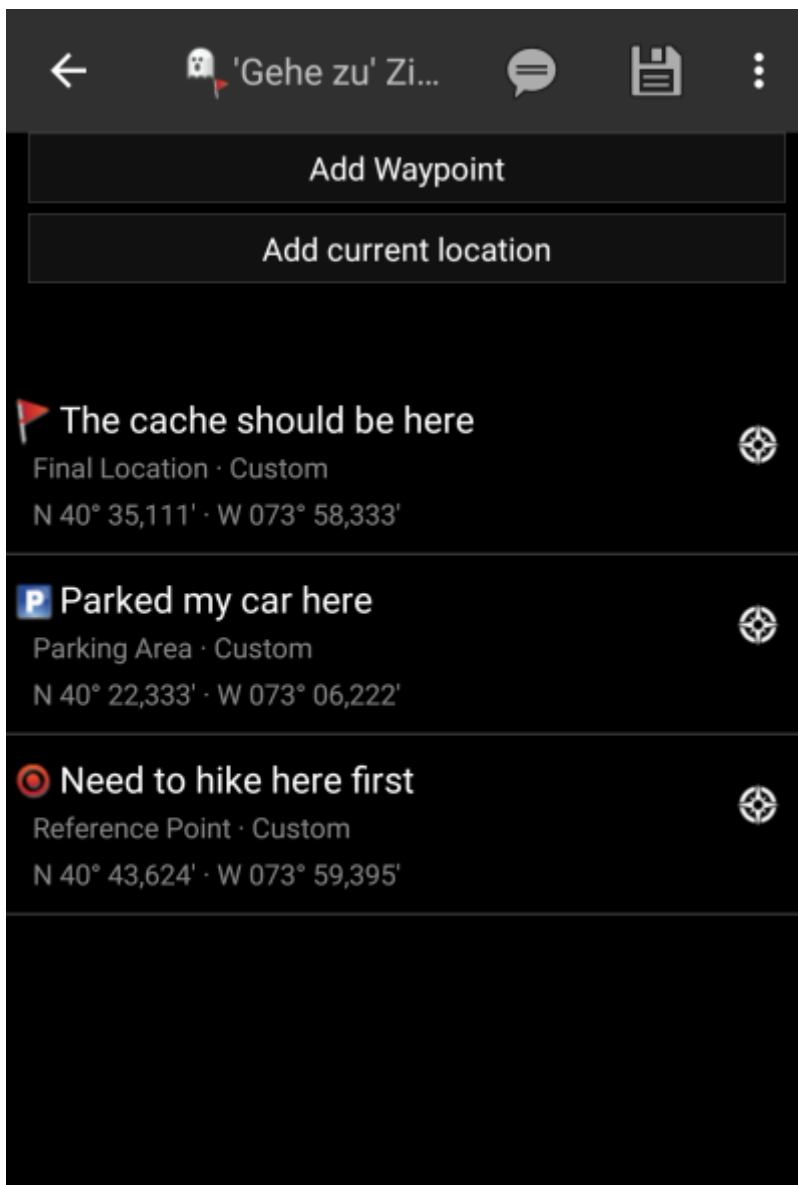 'Gehe zu' Zi...
Add Waypoint
Add current location
The cache should be here
Final Location · Custom
N 40° 35,111' · W 073° 58,333'
P Parked my car here
Parking Area · Custom
N 40° 22,333' · W 073° 06,222'
Need to hike here first
Reference Point · Custom
N 40° 43,624' · W 073° 59,395'